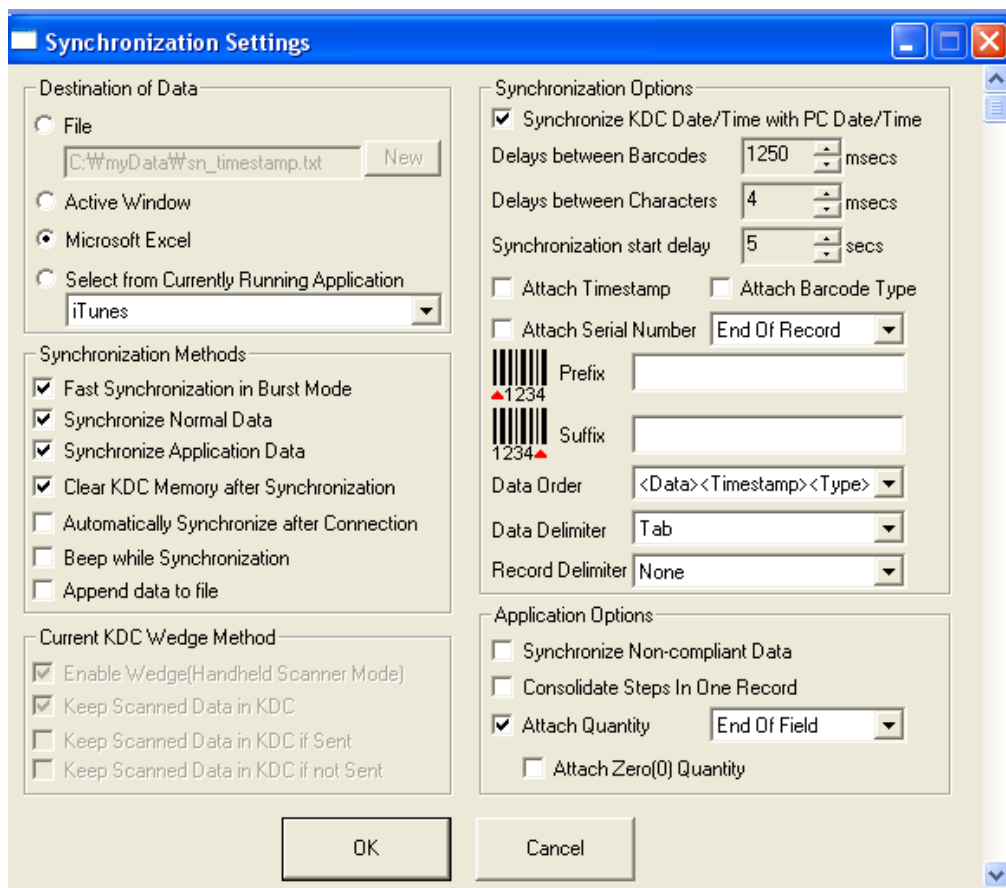 Synchronization Settings
Destination of Data
File
C:₩myData₩sn_timestamp.txt
New
Active Window
Microsoft Excel
Select from Currently Running Application
iTunes
Synchronization Methods
Fast Synchronization in Burst Mode
Synchronize Normal Data
Synchronize Application Data
Clear KDC Memory after Synchronization
Automatically Synchronize after Connection
Beep while Synchronization
Append data to file
Current KDC Wedge Method
Enable Wedge(Handheld Scanner Mode)
Keep Scanned Data in KDC
Keep Scanned Data in KDC if Sent
Keep Scanned Data in KDC if not Sent
Synchronization Options
Synchronize KDC Date/Time with PC Date/Time
Delays between Barcodes 1250 msecs
Delays between Characters 4 msecs
Synchronization start delay 5 secs
Attach Timestamp Attach Barcode Type
Attach Serial Number End Of Record
1234 Prefix
1234 Suffix
Data Order <Data><Timestamp><Type>
Data Delimiter Tab
Record Delimiter None
Application Options
Synchronize Non-compliant Data
Consolidate Steps In One Record
Attach Quantity End Of Field
Attach Zero(0) Quantity
OK Cancel